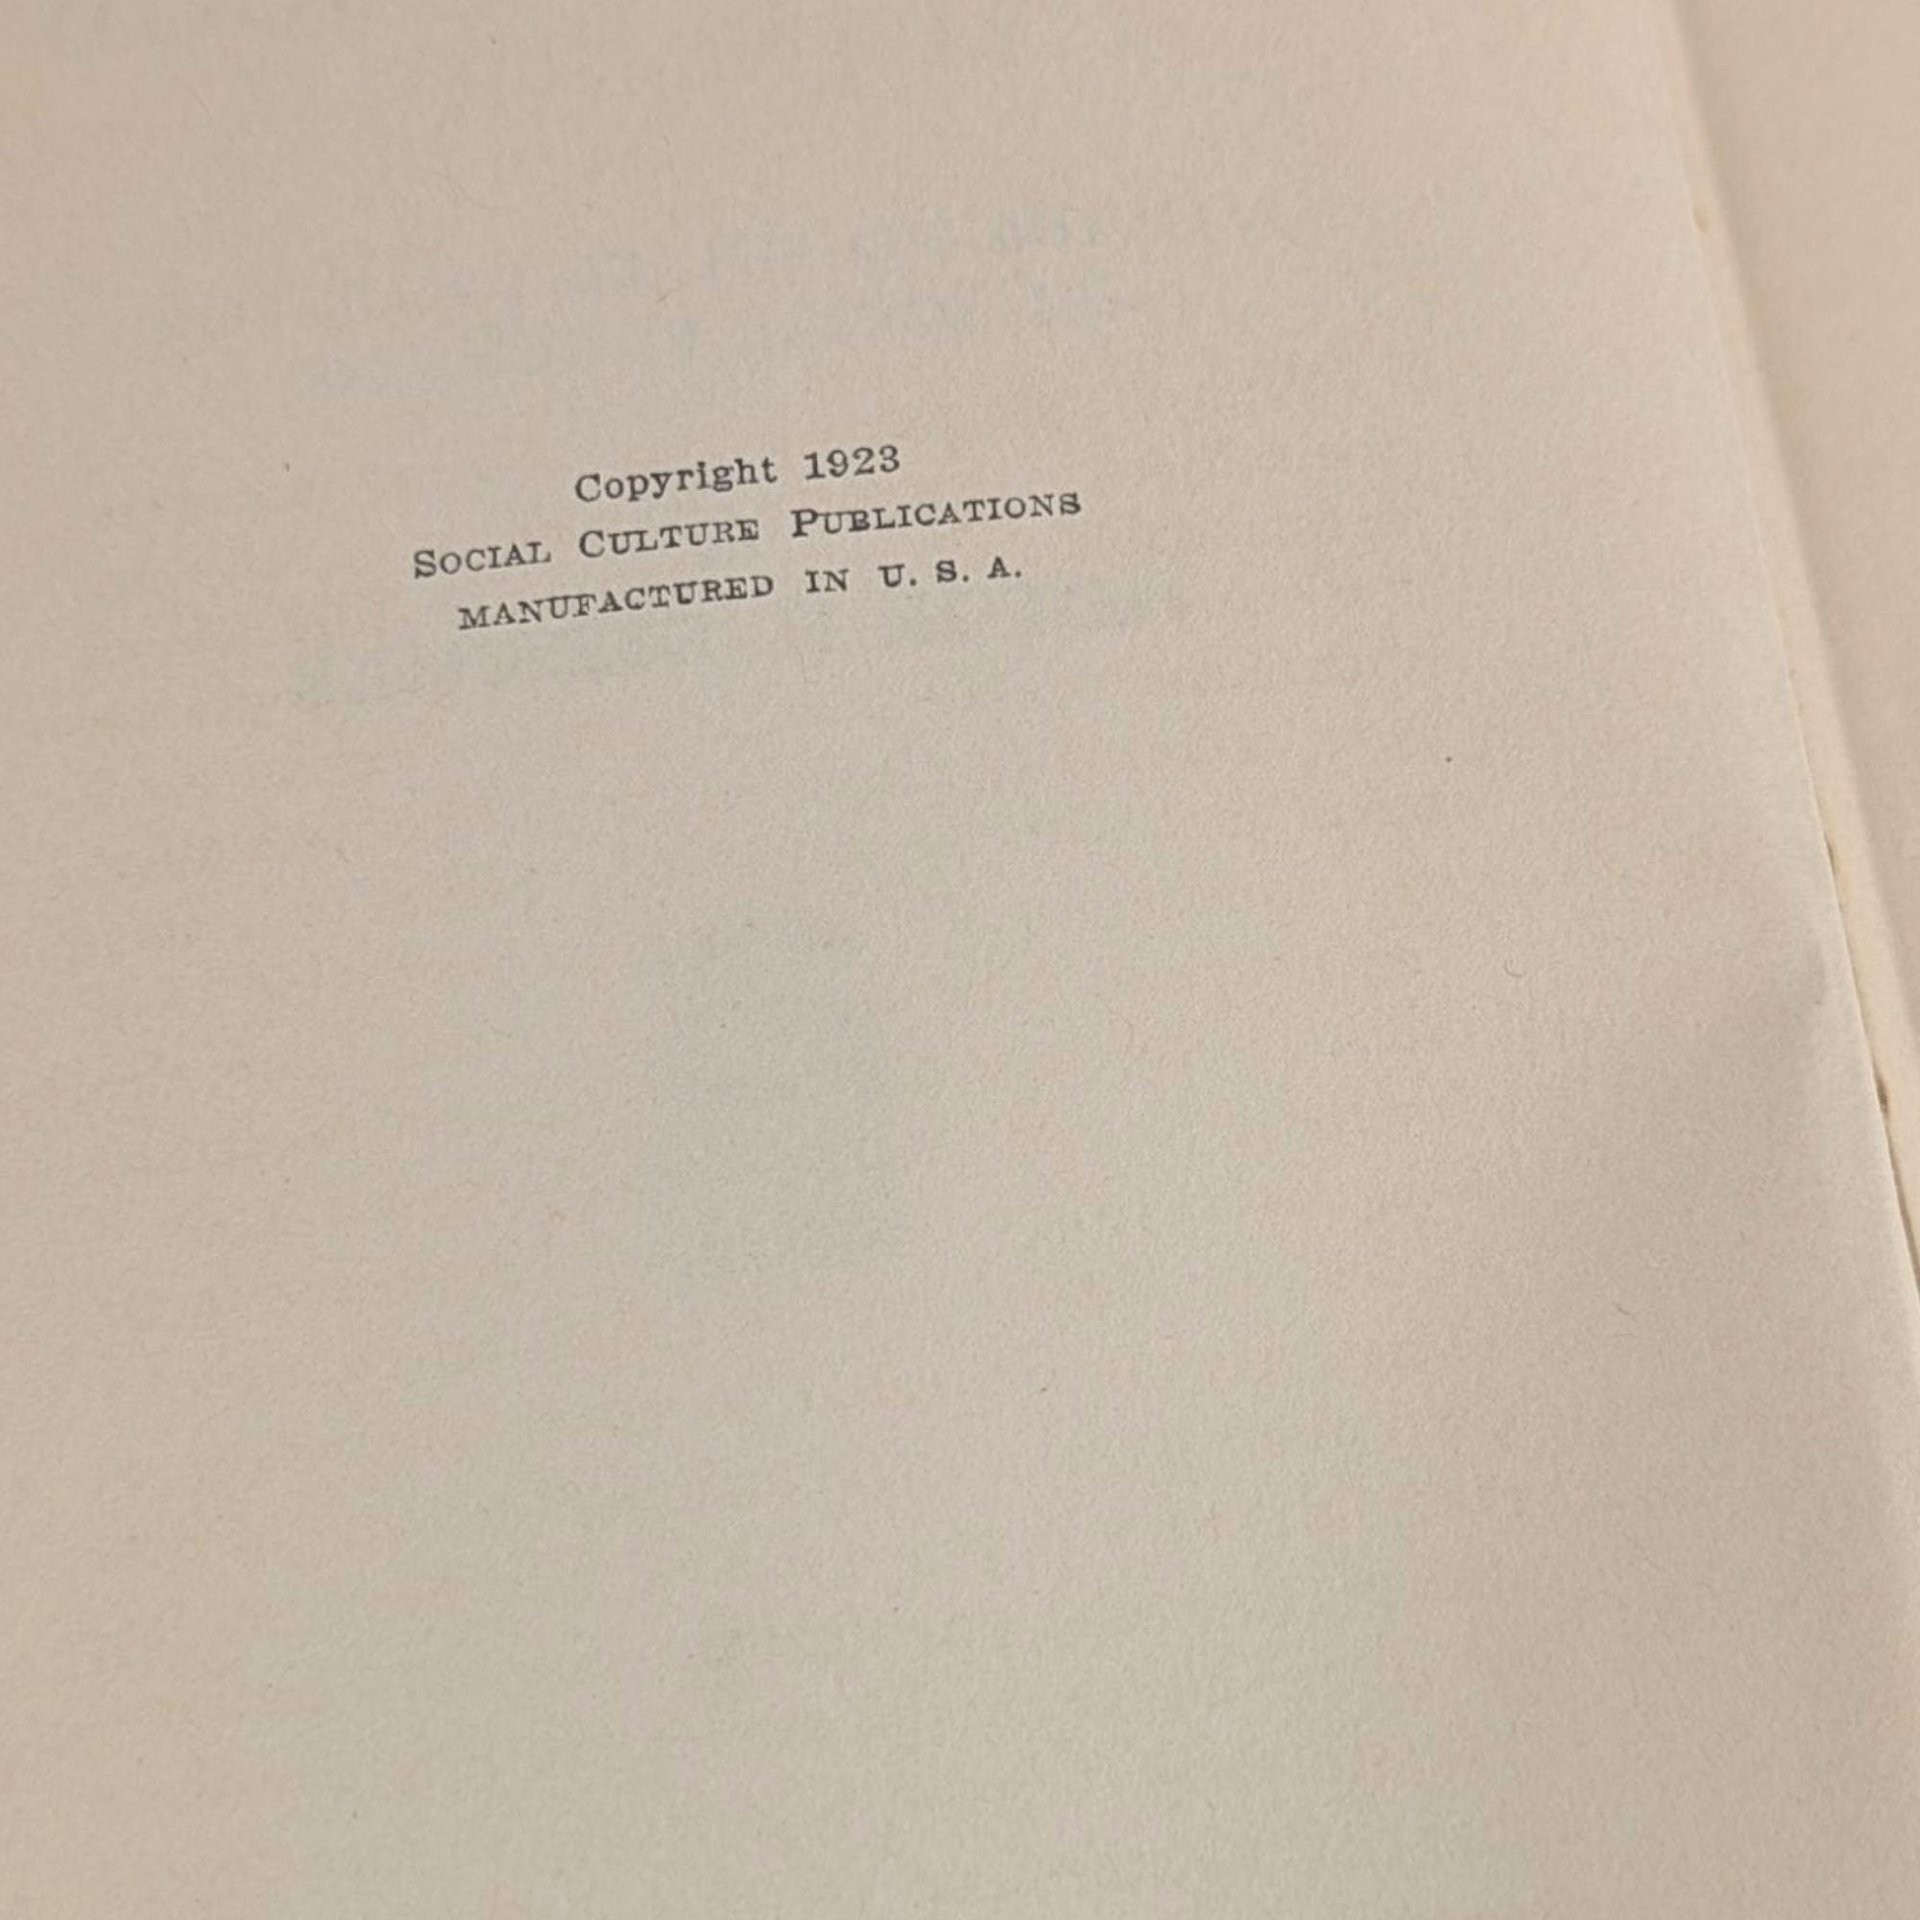 Copyright 1923
SOCIAL CULTURE PUBLICATIONS
MANUFACTURED IN U. S. A.